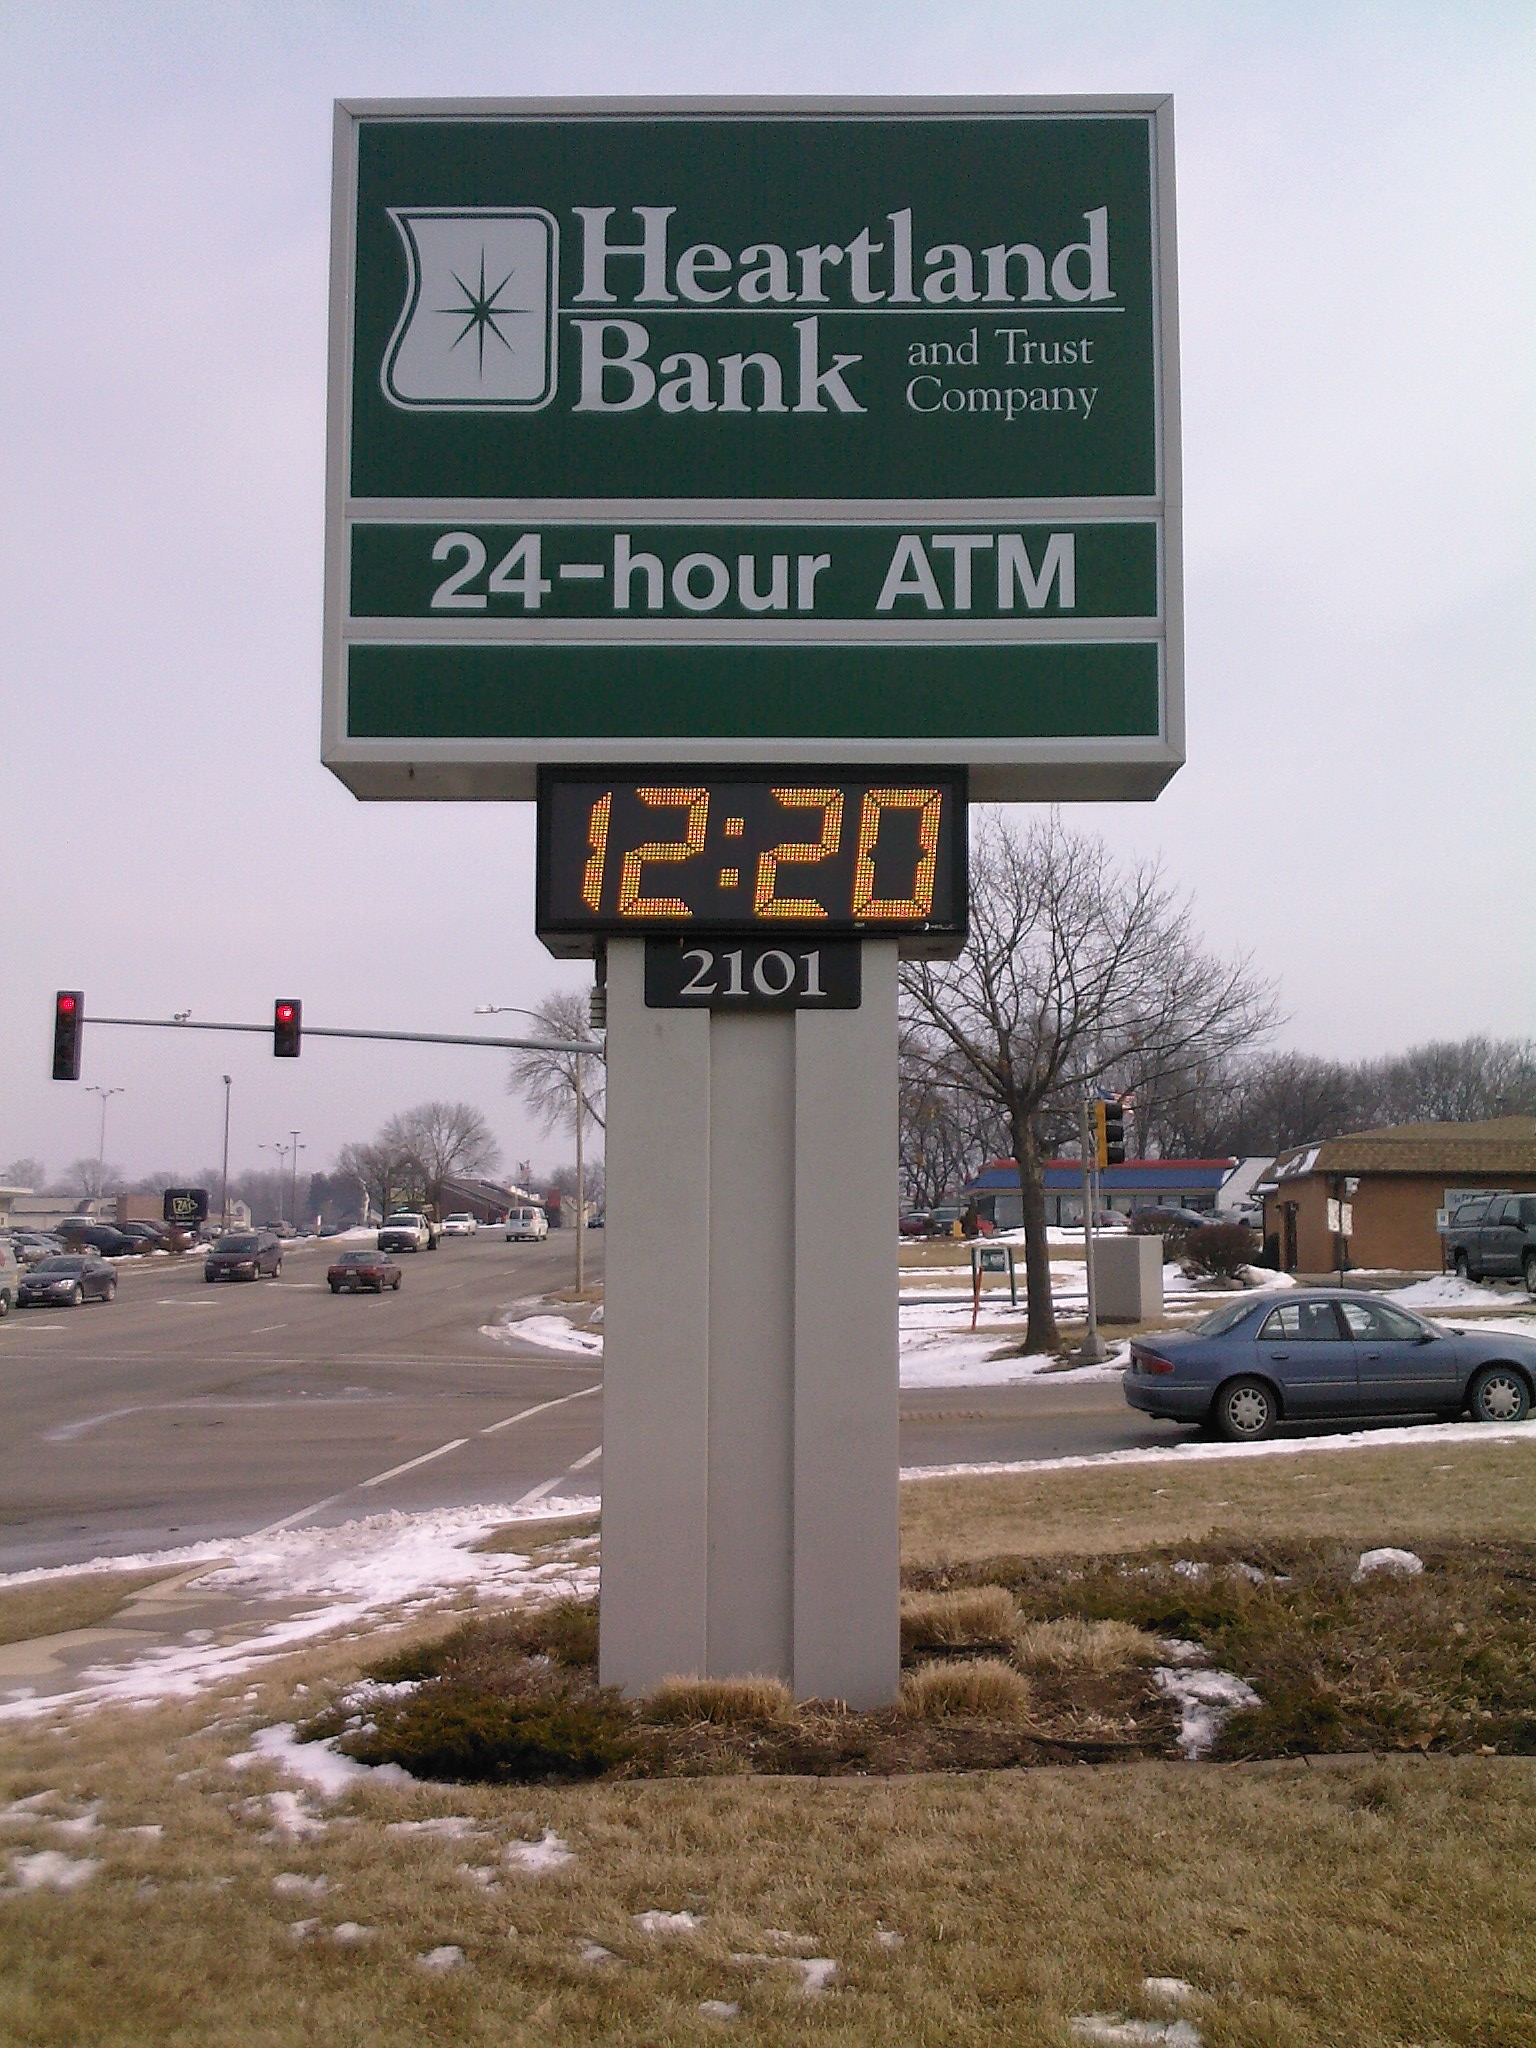 Heartland
Bank and Trust
Company
24-hour ATM
12:20
2101